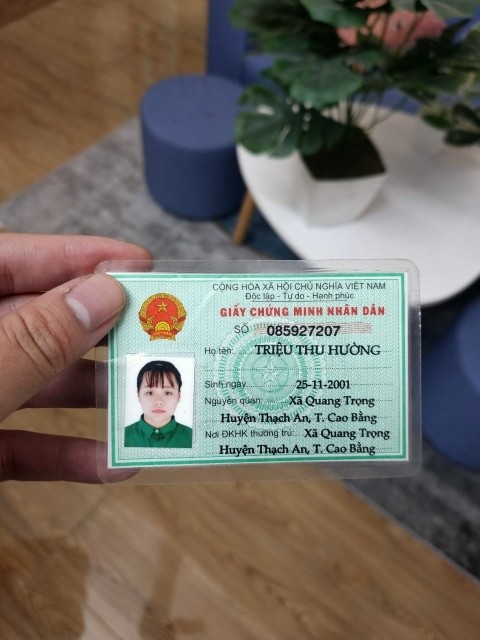 CỘNG HÒA XÃ HỘI CHỦ NGHĨA VIỆT NAM
Độc lập - Tự do - Hạnh phúc
GIẤY CHỨNG MINH NHÂN DÂN
SỐ 085927207
Họ tên: TRIỆU THU HƯỜNG
Sinh ngày 25-11-2001
Nguyên quán: Xã Quang Trọng
Huyện Thạch An, T. Cao Bằng
Nơi ĐKHK thường trú: Xã Quang Trọng
Huyện Thạch An, T. Cao Bằng